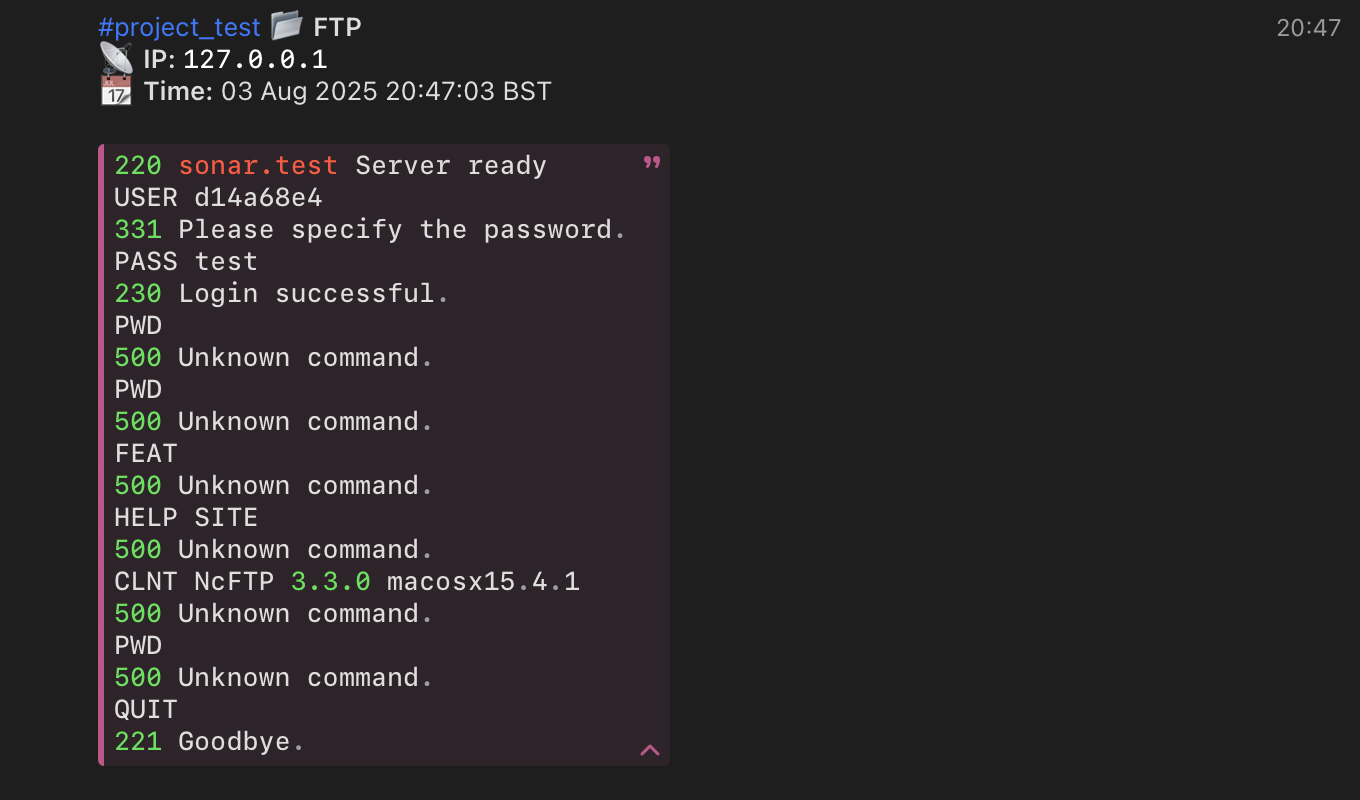 #project_test 📁 FTP
20:47
📡 IP: 127.0.0.1
📆 Time: 03 Aug 2025 20:47:03 BST
220 sonar.test Server ready
USER d14a68e4
331 Please specify the password.
PASS test
230 Login successful.
PWD
500 Unknown command.
PWD
500 Unknown command.
FEAT
500 Unknown command.
HELP SITE
500 Unknown command.
CLNT NcFTP 3.3.0 macosx15.4.1
500 Unknown command.
PWD
500 Unknown command.
QUIT
221 Goodbye.